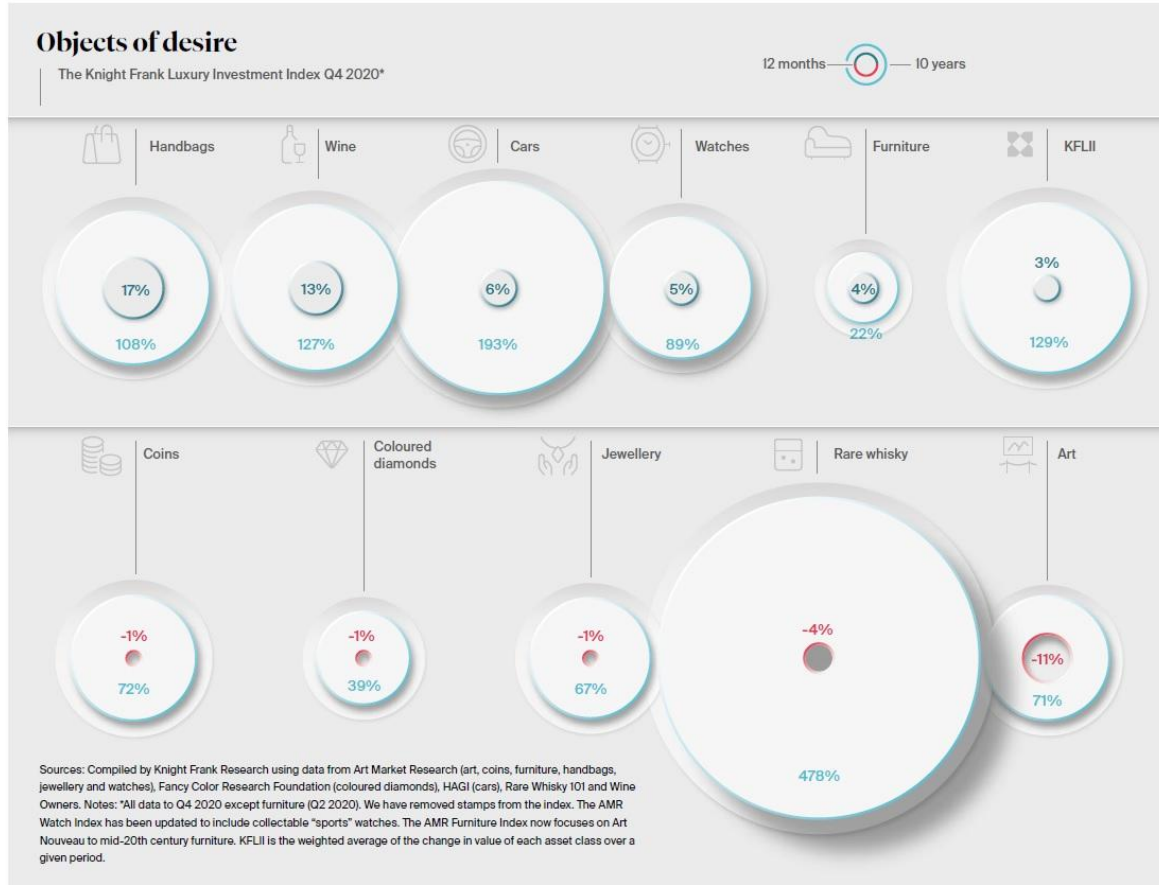 Objects of desire
The Knight Frank Luxury Investment Index Q4 2020*
12 months
10 years
Handbags
17%
108%
Wine
13%
127%
Cars
6%
193%
Watches
5%
89%
Furniture
4%
22%
KFLII
3%
129%
Coins
-1%
72%
Coloured
diamonds
-1%
39%
Jewellery
-1%
67%
Rare whisky
-4%
478%
Art
-11%
71%
Sources: Compiled by Knight Frank Research using data from Art Market Research (art, coins, furniture, handbags,
jewellery and watches), Fancy Color Research Foundation (coloured diamonds), HAGI (cars), Rare Whisky 101 and Wine
Owners. Notes: *All data to Q4 2020 except furniture (Q2 2020). We have removed stamps from the index. The AMR
Watch Index has been updated to include collectable “sports” watches. The AMR Furniture Index now focuses on Art
Nouveau to mid-20th century furniture. KFLII is the weighted average of the change in value of each asset class over a
given period.